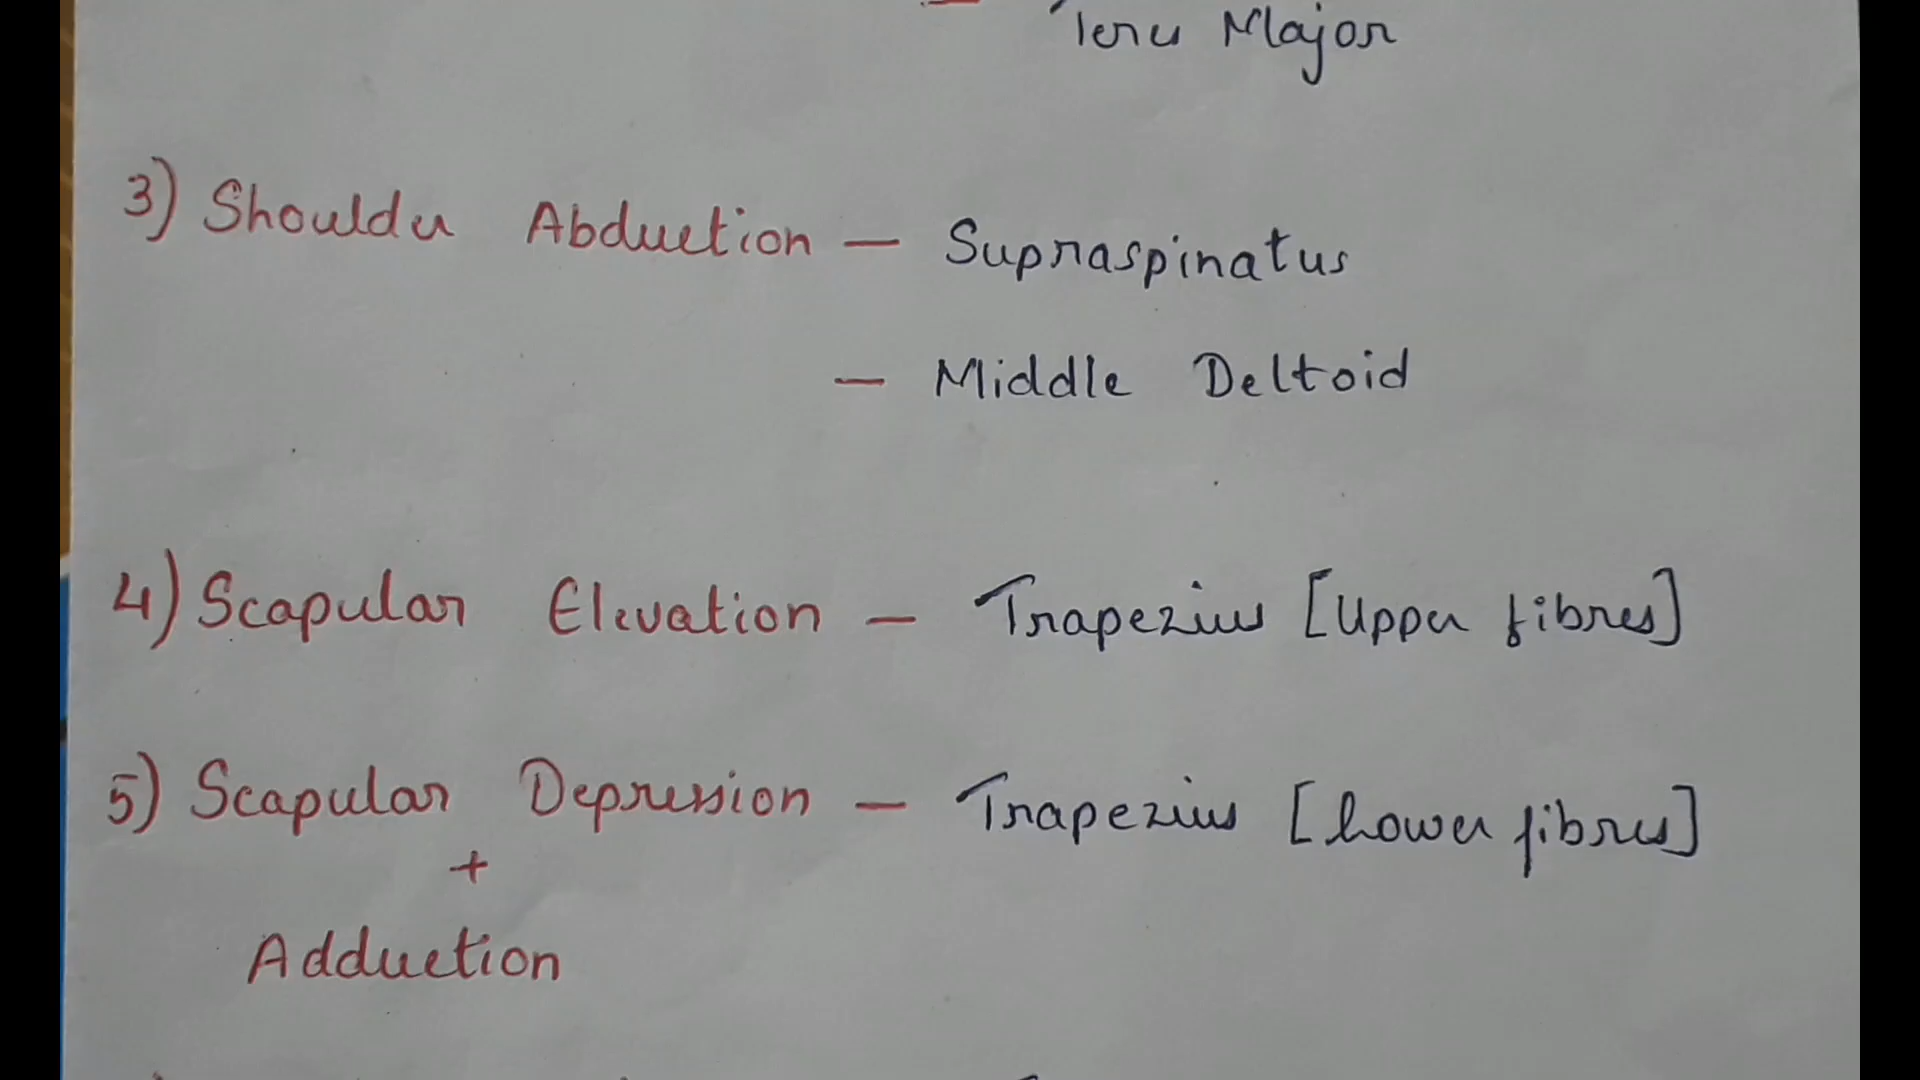 - Teres Major
3) Shoulder Abduction - Supraspinatus
- Middle Deltoid
4) Scapular Elevation - Trapezius [Upper fibres]
5) Scapular Depression - Trapezius [Lower fibres]
+
Adduction